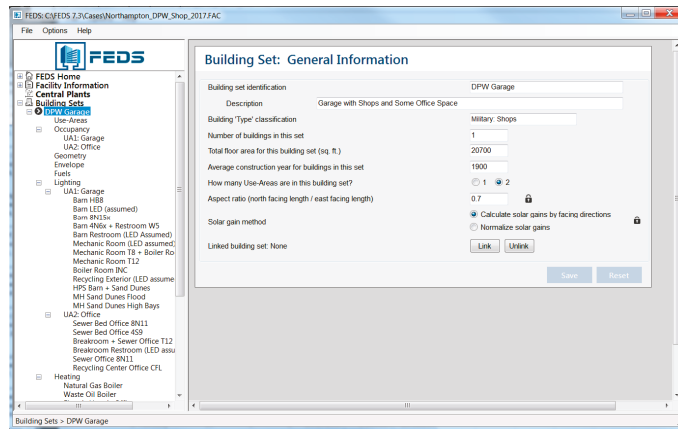 FEDS: C:\FEDS 7.3\Cases\Northampton_DPW_Shop_2017.FAC
File Options Help
FEDS
FEDS Home
Facility Information
Central Plants
Building Sets
DPW Garage
Use-Areas
Occupancy
UA1: Garage
UA2: Office
Geometry
Envelope
Fuels
Lighting
UA1: Garage
Barn HB8
Barn LED (assumed)
Barn 8N15x
Barn 4N6x + Restroom W5
Barn Restroom (LED Assumed)
Mechanic Room (LED assumed)
Mechanic Room T8 + Boiler Ro
Mechanic Room T12
Boiler Room INC
Recycling Exterior (LED assume
HPS Barn + Sand Dunes
MH Sand Dunes Flood
MH Sand Dunes High Bays
UA2: Office
Sewer Bed Office 8N11
Sewer Bed Office 4S9
Breakroom + Sewer Office T12
Breakroom Restroom (LED assu
Sewer Office 8N11
Recycling Center Office CFL
Heating
Natural Gas Boiler
Waste Oil Boiler
Building Set: General Information
Building set identification DPW Garage
Description Garage with Shops and Some Office Space
Building 'Type' classification Military: Shops
Number of buildings in this set 1
Total floor area for this building set (sq. ft.) 20700
Average construction year for buildings in this set 1900
How many Use-Areas are in this building set? 1 2
Aspect ratio (north facing length / east facing length) 0.7
Solar gain method Calculate solar gains by facing directions
Normalize solar gains
Linked building set: None Link Unlink
Save Reset
Building Sets > DPW Garage